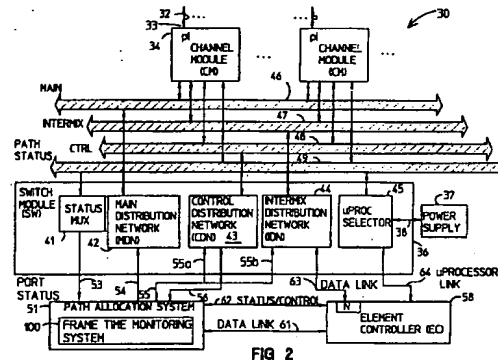 32
33
34
30
pl
CHANNEL
MODULE
(CM)
...
pl
CHANNEL
MODULE
(CM)
...
MAIN
46
INTERMIX
47
CTRL
48
PATH
STATUS
49
SWITCH
MODULE
(SW)
STATUS
MUX
41
MAIN
DISTRIBUTION
NETWORK
(MDN)
42
CONTROL
DISTRIBUTION
NETWORK
(CDN) 43
44
INTERMIX
DISTRIBUTION
NETWORK
(IDN)
45
uPROC
SELECTOR
38
37
POWER
SUPPLY
36
PORT
STATUS
53
54
55
55a
55b
56
63
DATA LINK
64
uPROCESSOR
LINK
51
PATH ALLOCATION SYSTEM
100
FRAME TIME MONITORING
SYSTEM
62 STATUS/CONTROL
DATA LINK 61
N
58
ELEMENT
CONTROLLER (EC)
FIG 2